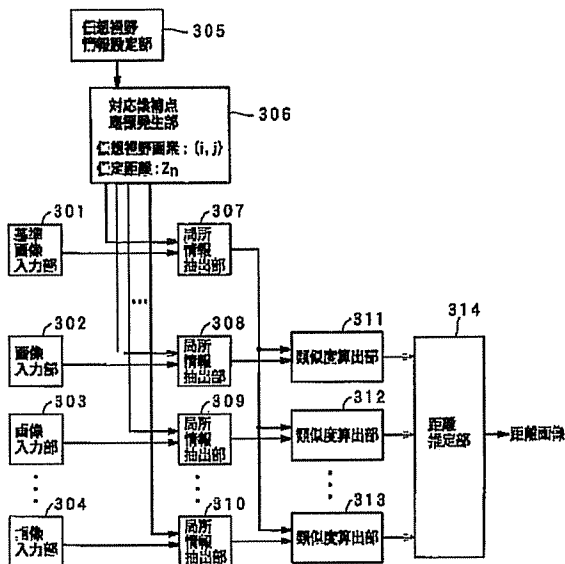 仮想視野
情報設定部
305
対応候補点
座標発生部
仮想視野画素：(i, j)
仮定距離：Zn
306
301
基準
画像
入力部
307
局所
情報
抽出部
302
画像
入力部
308
局所
情報
抽出部
311
類似度算出部
314
距離
推定部
距離画像
303
画像
入力部
309
局所
情報
抽出部
312
類似度算出部
304
画像
入力部
310
局所
情報
抽出部
313
類似度算出部